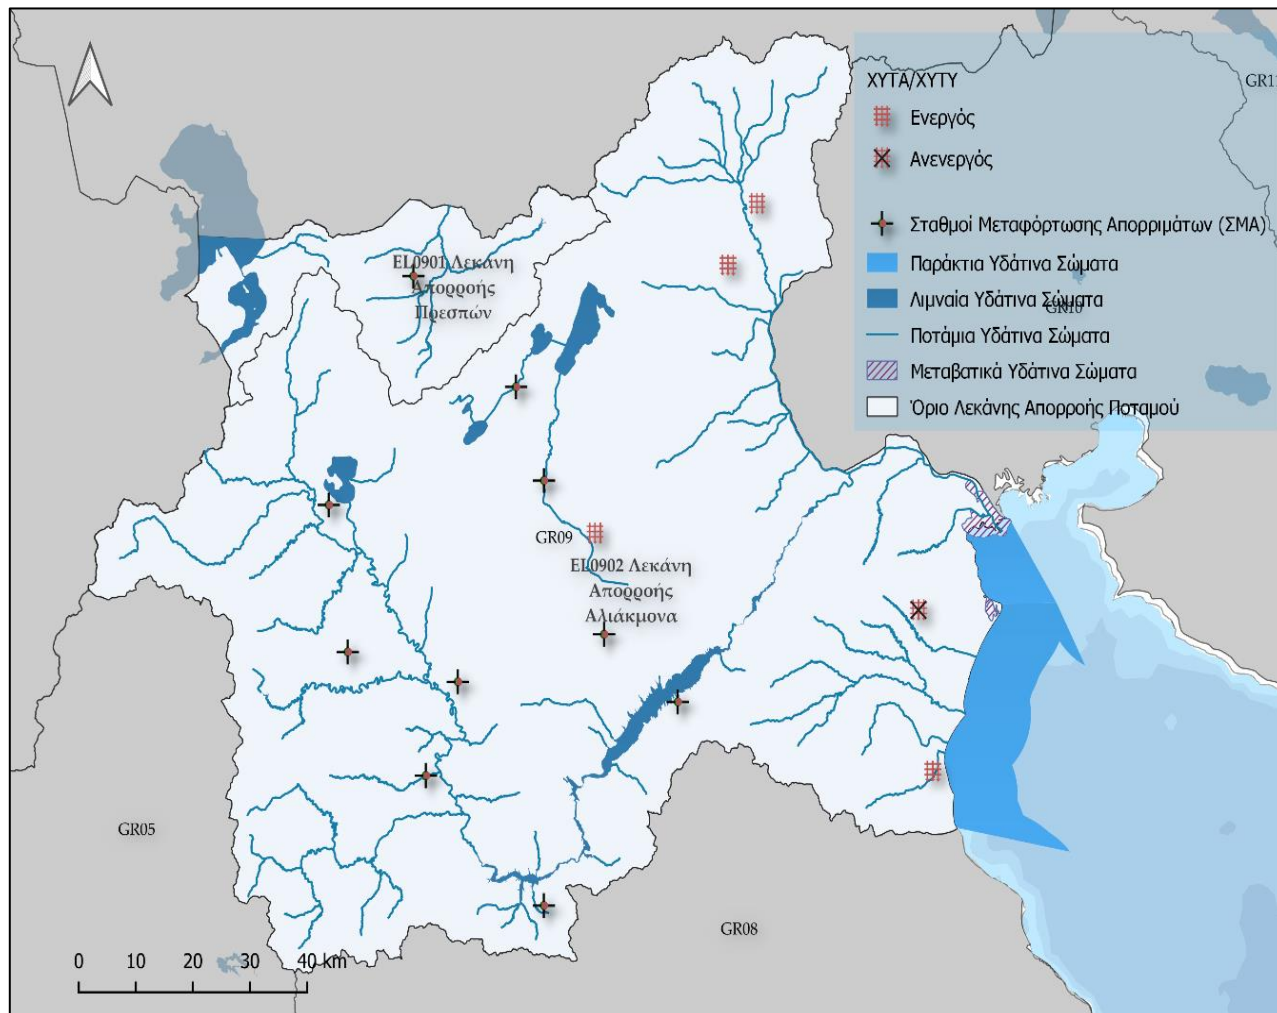 ΧΥΤΑ/ΧΥΤΥ
Ενεργός
Ανενεργός
Σταθμοί Μεταφόρτωσης Απορριμάτων (ΣΜΑ)
Παράκτια Υδάτινα Σώματα
Λιμναία Υδάτινα Σώματα
Ποτάμια Υδάτινα Σώματα
Μεταβατικά Υδάτινα Σώματα
Όριο Λεκάνης Απορροής Ποταμού
GR11
GR10
EL0901 Λεκάνη
Απορροής
Πρεσπών
GR09
EL0902 Λεκάνη
Απορροής
Αλιάκμονα
GR05
GR08
0 10 20 30 40 km